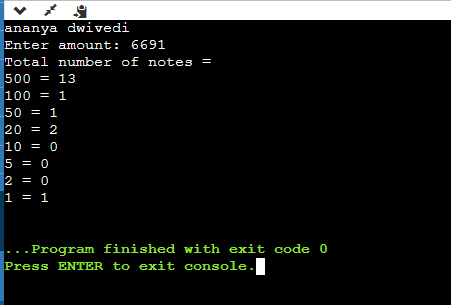 ananya dwivedi
Enter amount: 6691
Total number of notes =
500 = 13
100 = 1
50 = 1
20 = 2
10 = 0
5 = 0
2 = 0
1 = 1
...Program finished with exit code 0
Press ENTER to exit console.